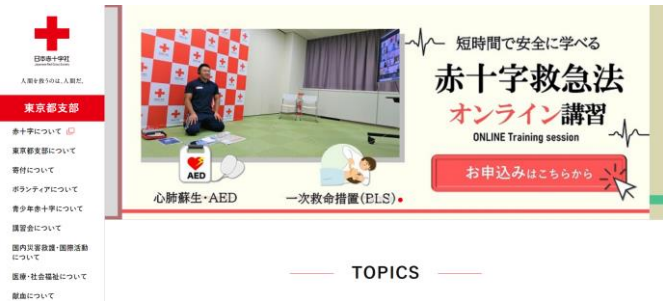 日本赤十字社
Japanese Red Cross Society
人間を救うのは、人間だ。
東京都支部
赤十字について
東京都支部について
寄付について
ボランティアについて
青少年赤十字について
講習会について
国内災害救護・国際活動
について
医療・社会福祉について
献血について
短時間で安全に学べる
赤十字救急法
オンライン講習
ONLINE Training session
お申込みはこちらから
AED
心肺蘇生・AED
一次救命措置(BLS)
TOPICS